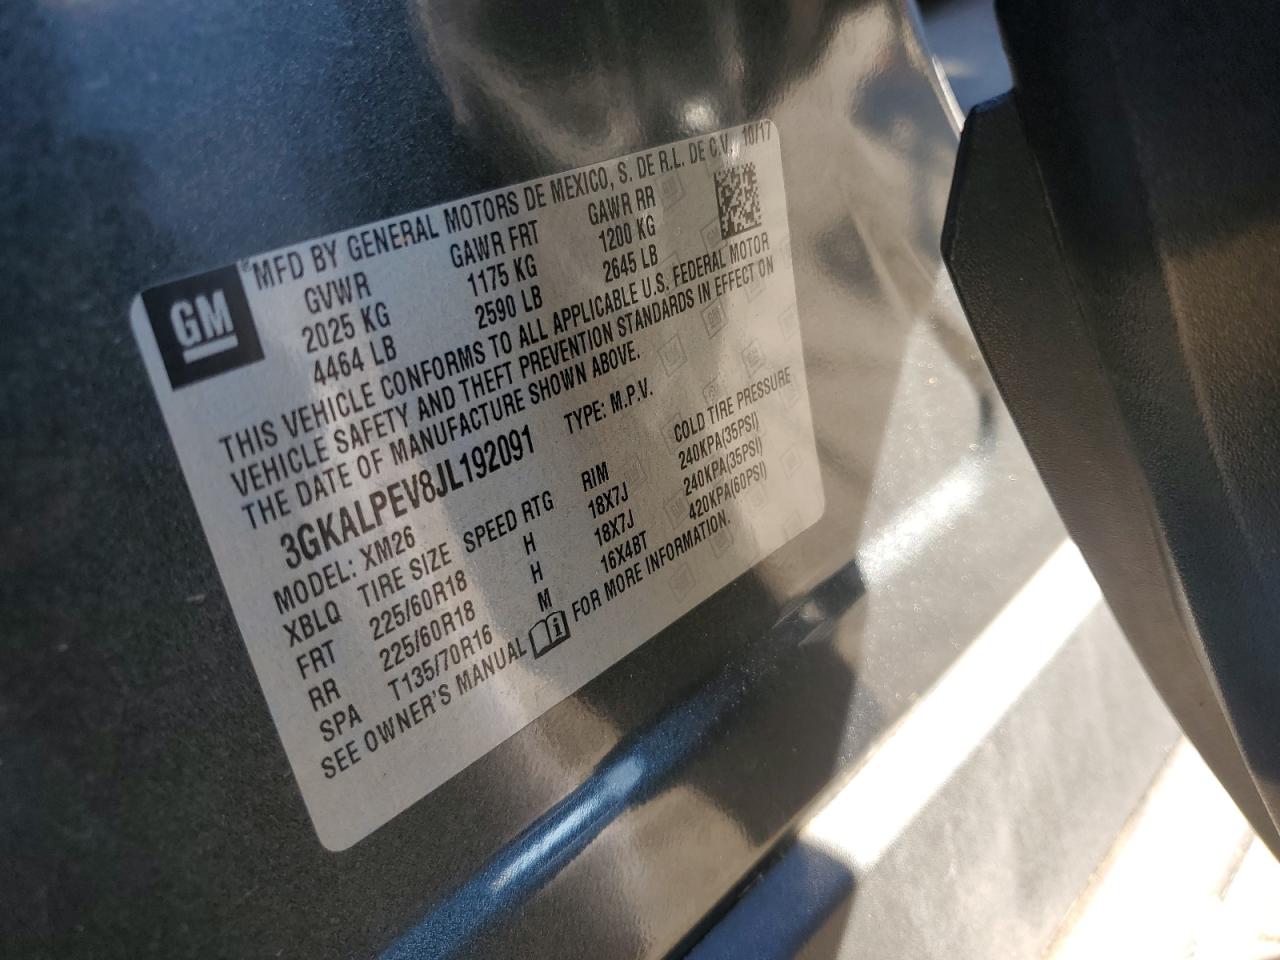 GM
MFD BY GENERAL MOTORS DE MEXICO, S. DE R.L. DE C.V. 10/17
GVWR GAWR FRT GAWR RR
2025 KG 1175 KG 1200 KG
4464 LB 2590 LB 2645 LB
THIS VEHICLE CONFORMS TO ALL APPLICABLE U.S. FEDERAL MOTOR
VEHICLE SAFETY AND THEFT PREVENTION STANDARDS IN EFFECT ON
THE DATE OF MANUFACTURE SHOWN ABOVE.
3GKALPEV8JL192091 TYPE: M.P.V.
MODEL: XM26
XBLQ TIRE SIZE SPEED RTG RIM COLD TIRE PRESSURE
FRT 225/60R18 H 18X7J 240KPA(35PSI)
RR 225/60R18 H 18X7J 240KPA(35PSI)
SPA T135/70R16 M 16X4BT 420KPA(60PSI)
SEE OWNER'S MANUAL FOR MORE INFORMATION.